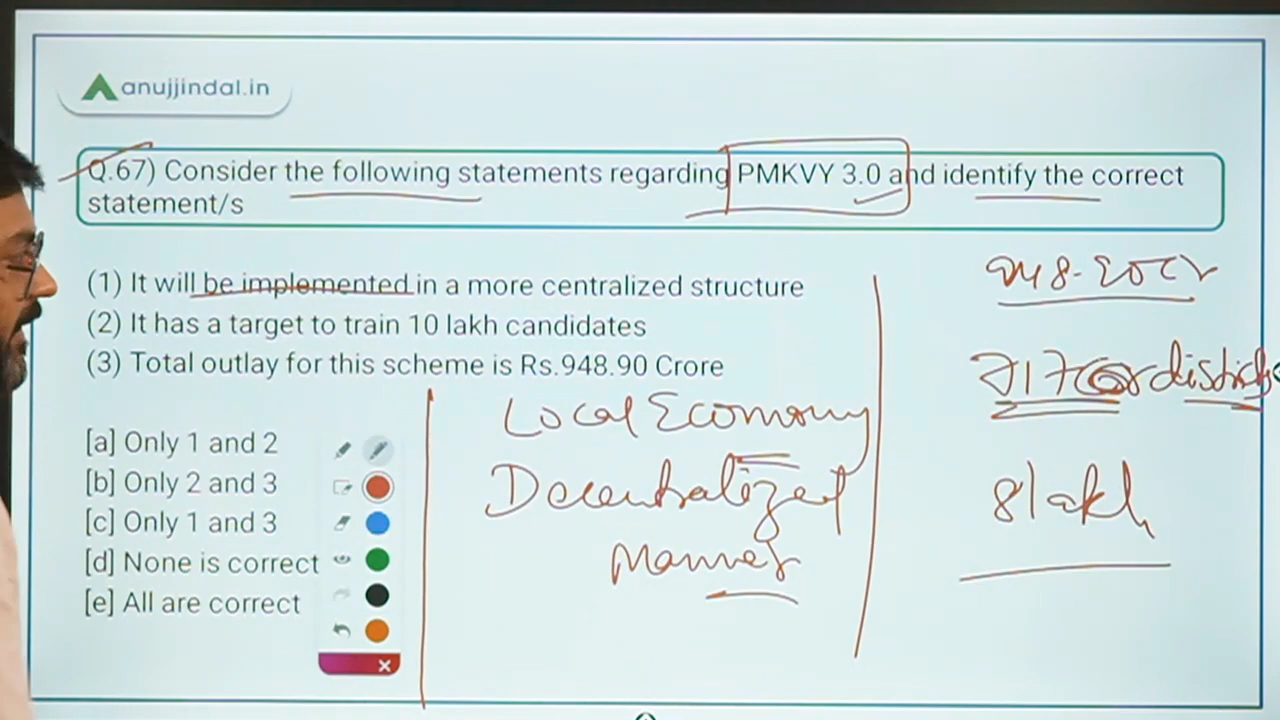 anujjindal.in
Q.67) Consider the following statements regarding PMKVY 3.0 and identify the correct
statement/s
(1) It will be implemented in a more centralized structure
(2) It has a target to train 10 lakh candidates
(3) Total outlay for this scheme is Rs.948.90 Crore
[a] Only 1 and 2
[b] Only 2 and 3
[c] Only 1 and 3
[d] None is correct
[e] All are correct
Local Economy
Decentralized
Manner
948.
717 districts
8 lakh